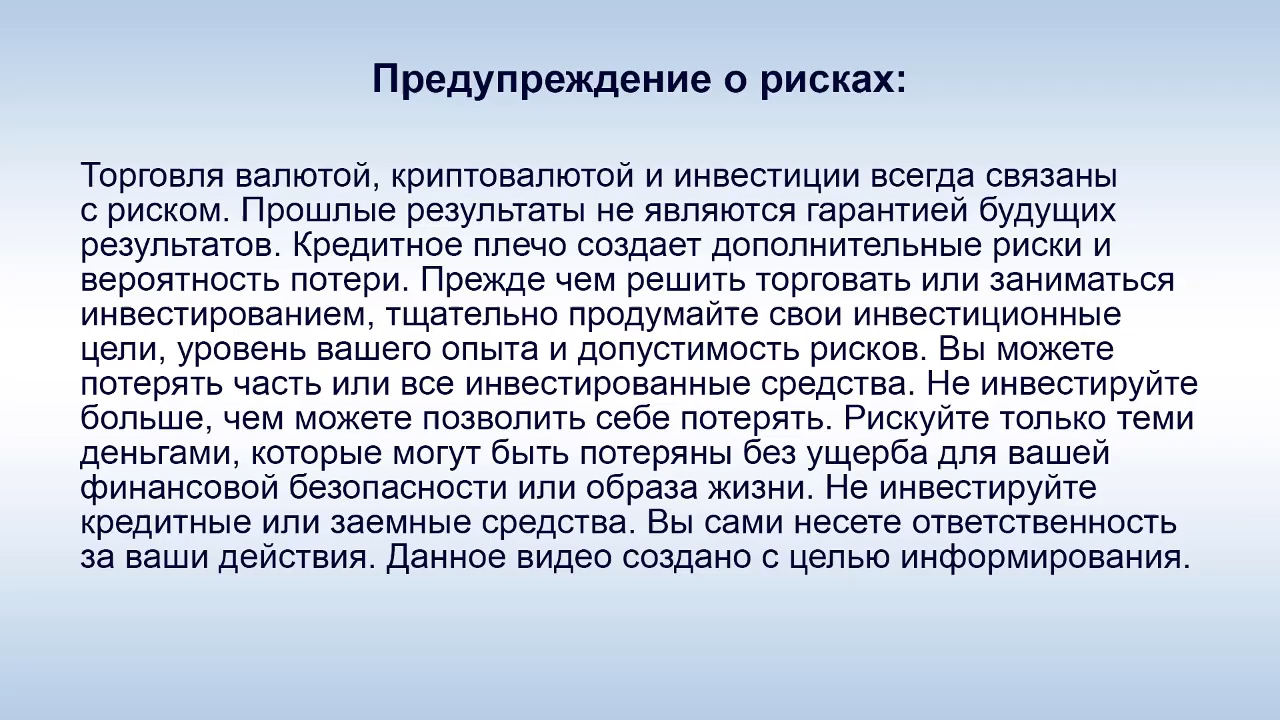 Предупреждение о рисках:
Торговля валютой, криптовалютой и инвестиции всегда связаны
с риском. Прошлые результаты не являются гарантией будущих
результатов. Кредитное плечо создает дополнительные риски и
вероятность потери. Прежде чем решить торговать или заниматься
инвестированием, тщательно продумайте свои инвестиционные
цели, уровень вашего опыта и допустимость рисков. Вы можете
потерять часть или все инвестированные средства. Не инвестируйте
больше, чем можете позволить себе потерять. Рискуйте только теми
деньгами, которые могут быть потеряны без ущерба для вашей
финансовой безопасности или образа жизни. Не инвестируйте
кредитные или заемные средства. Вы сами несете ответственность
за ваши действия. Данное видео создано с целью информирования.